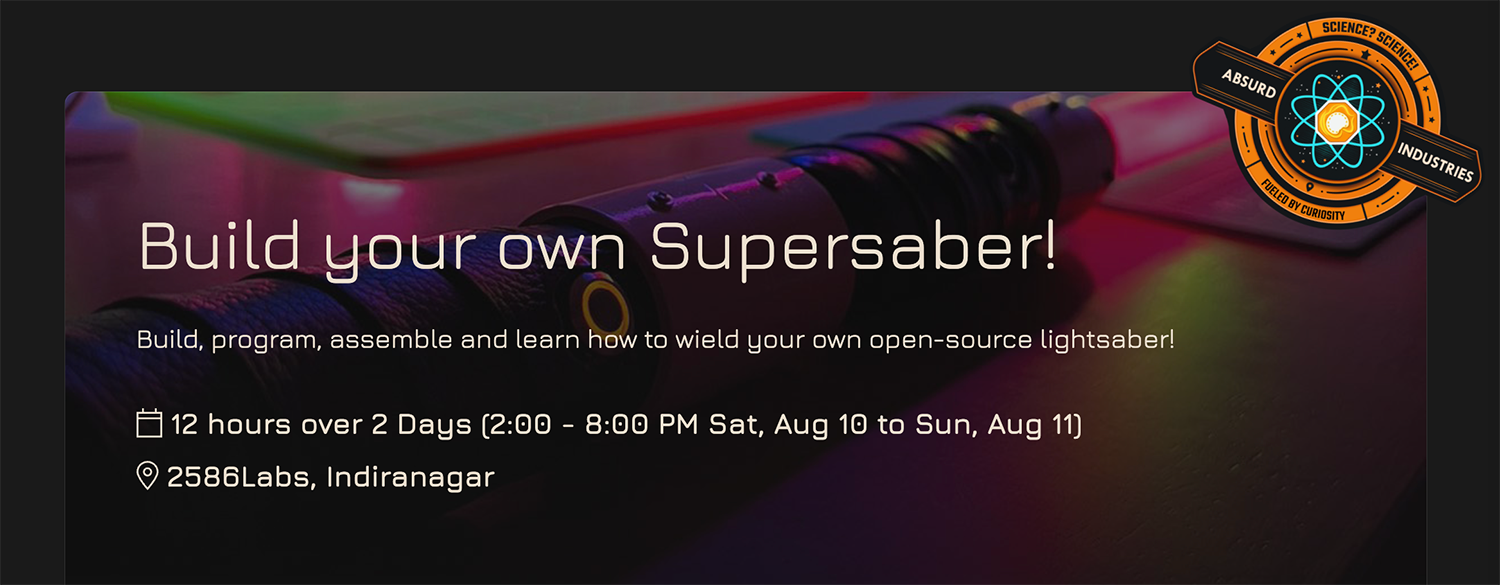 SCIENCE? SCIENCE!
ABSURD
INDUSTRIES
FUELED BY CURIOSITY
Build your own Supersaber!
Build, program, assemble and learn how to wield your own open-source lightsaber!
12 hours over 2 Days (2:00 - 8:00 PM Sat, Aug 10 to Sun, Aug 11)
2586Labs, Indiranagar